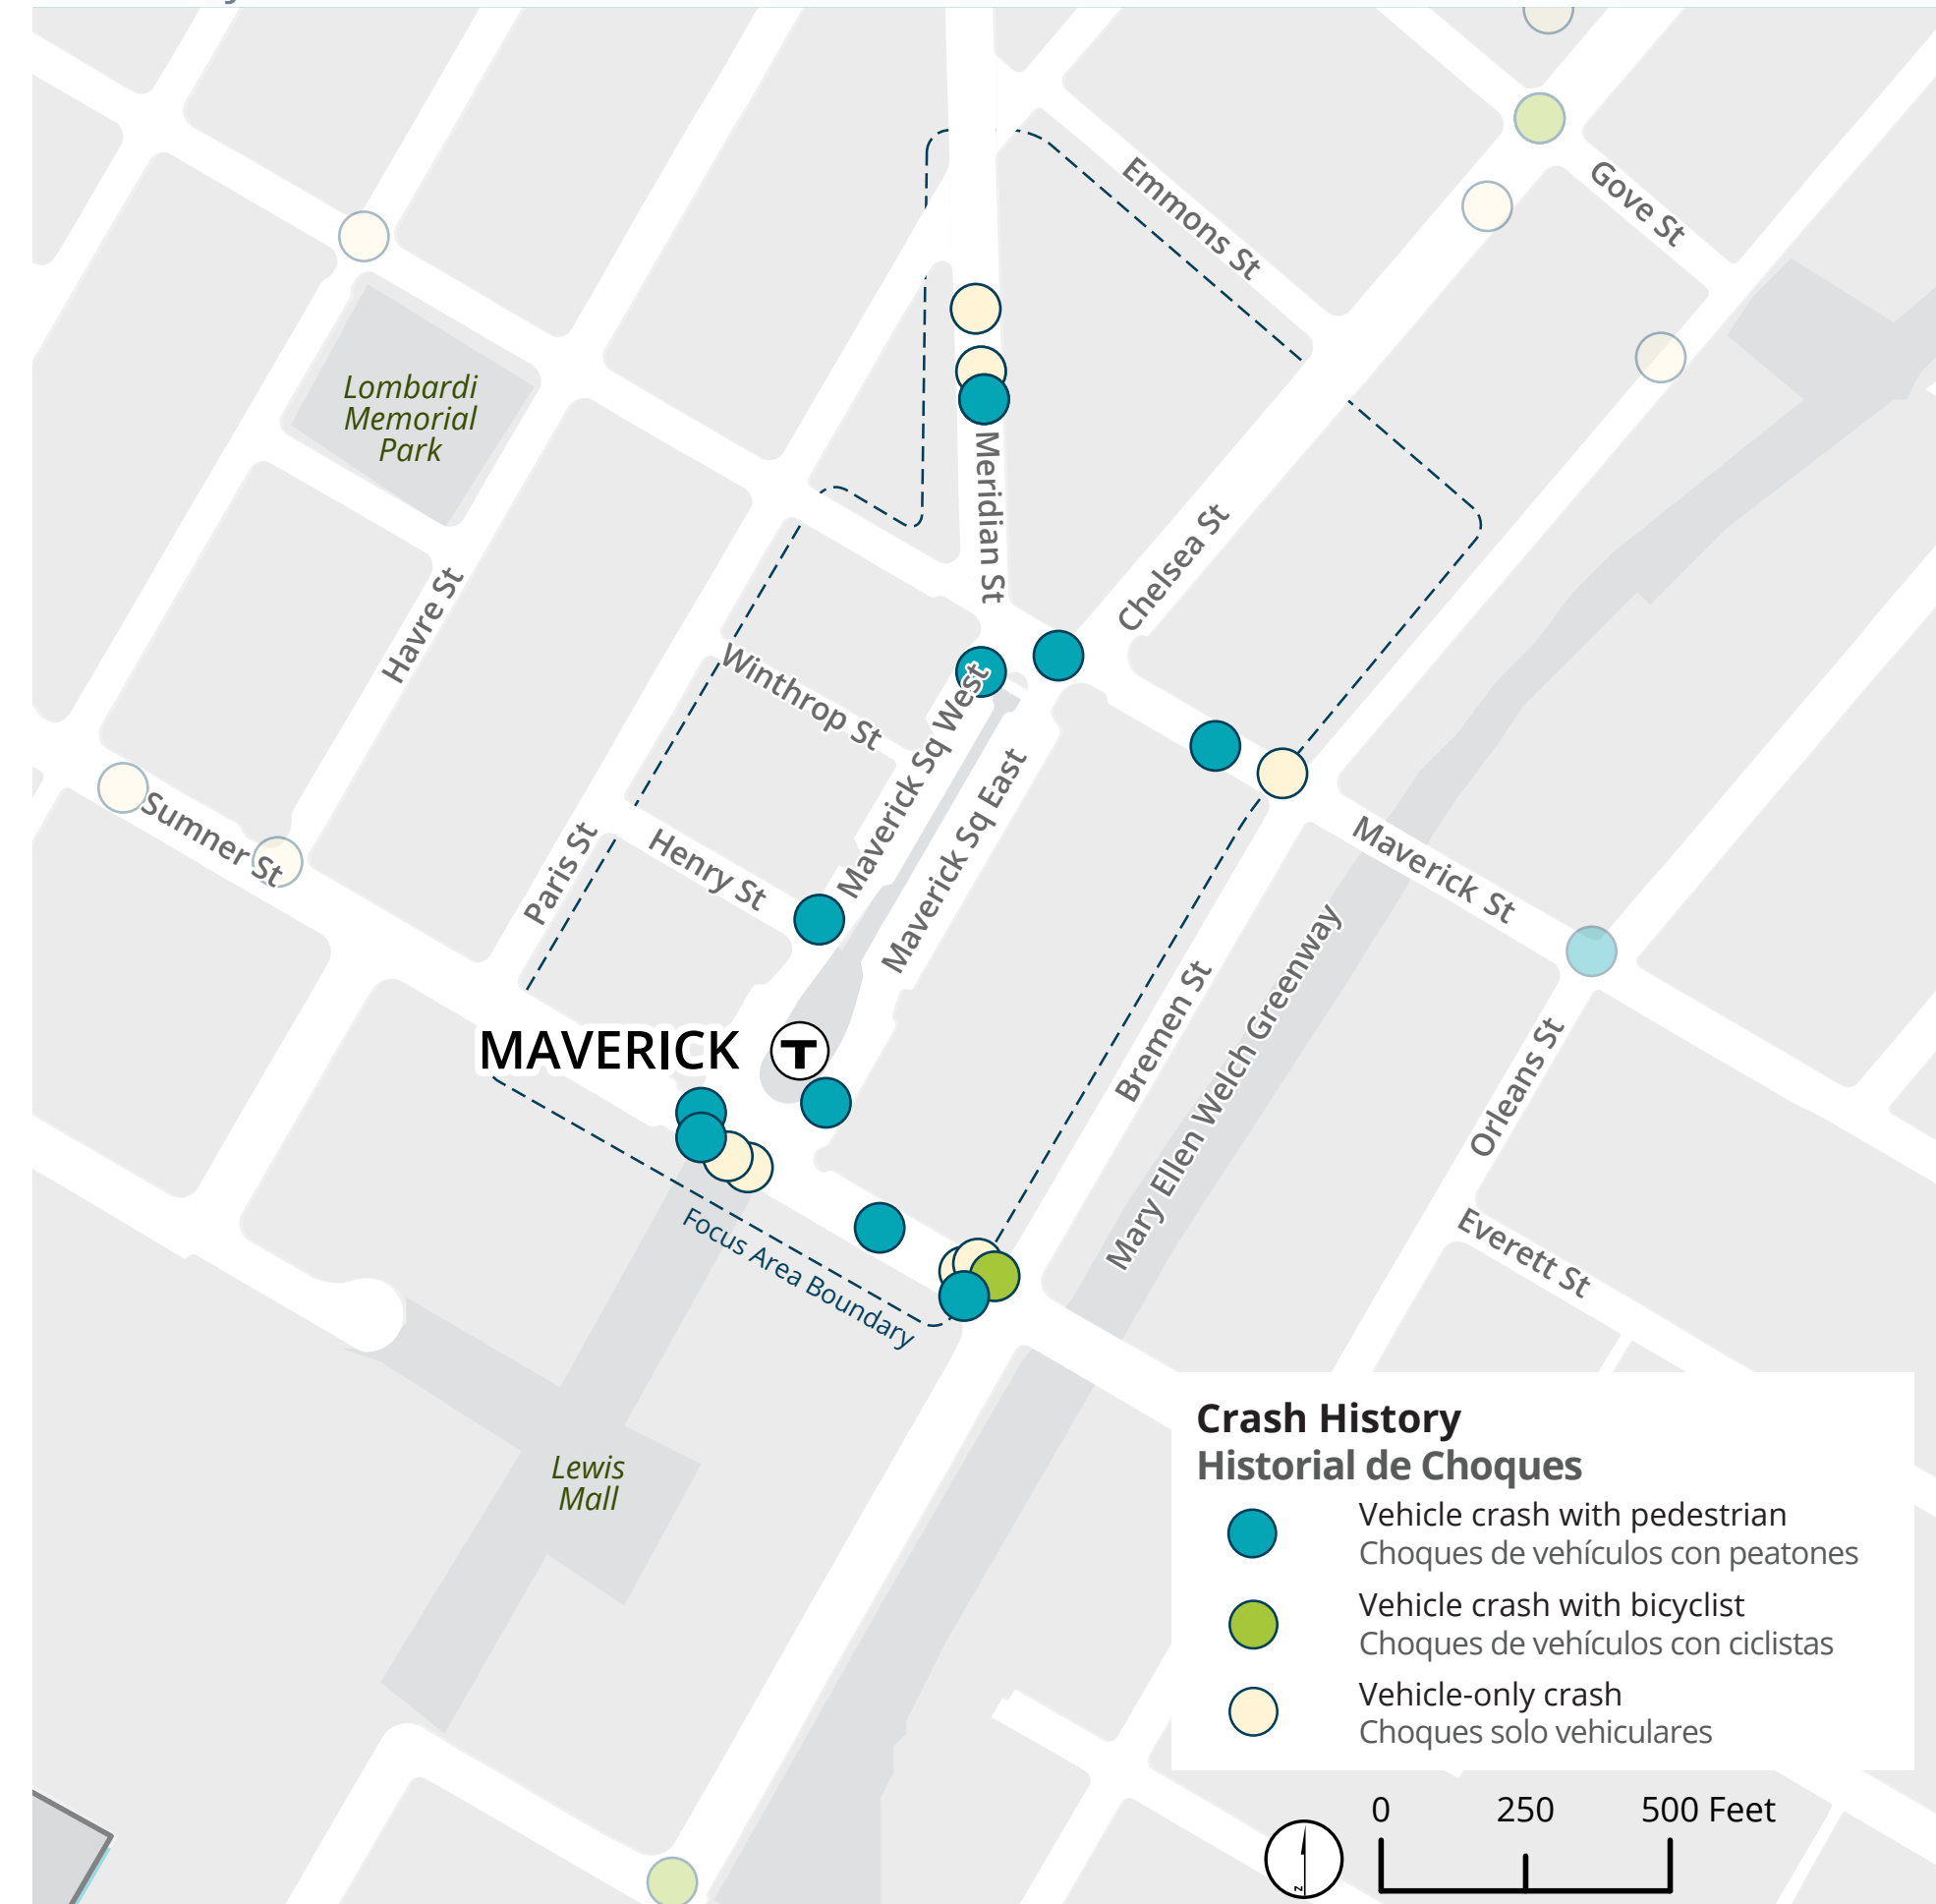 Emmons St
Gove St
Lombardi
Memorial
Park
Meridian St
Chelsea St
Havre St
Winthrop St
Maverick Sq West
Maverick Sq East
Sumner St
Paris St
Henry St
Maverick St
MAVERICK
T
Bremen St
Mary Ellen Welch Greenway
Orleans St
Everett St
Focus Area Boundary
Lewis
Mall
Crash History
Historial de Choques
Vehicle crash with pedestrian
Choques de vehículos con peatones
Vehicle crash with bicyclist
Choques de vehículos con ciclistas
Vehicle-only crash
Choques solo vehiculares
0 250 500 Feet
N